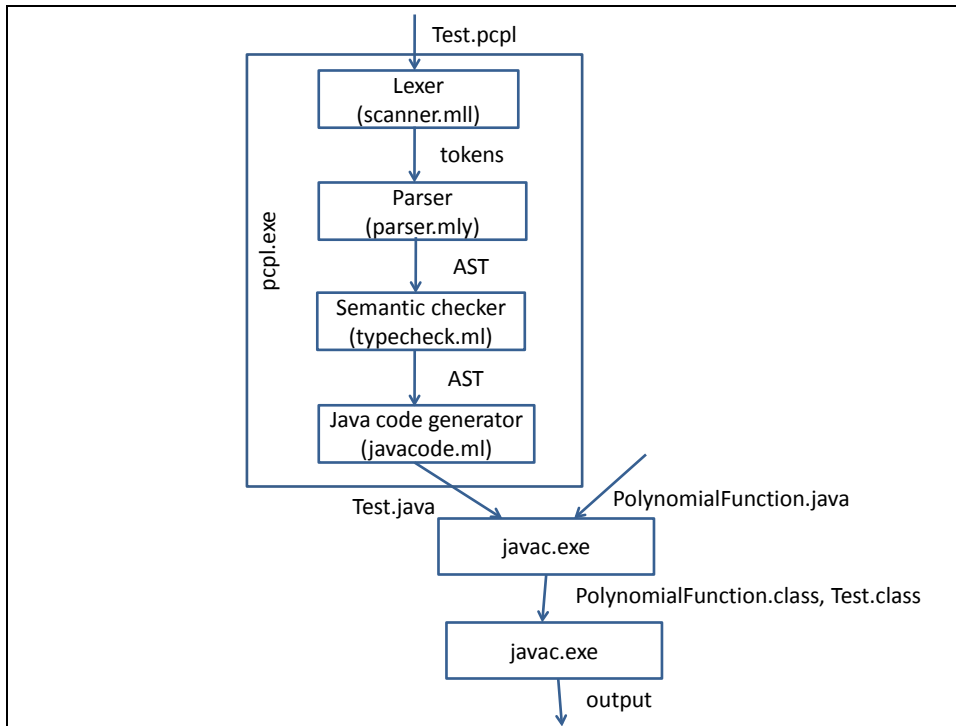 Test.pcpl
Lexer
(scanner.mll)
tokens
Parser
(parser.mly)
pcpl.exe
AST
Semantic checker
(typecheck.ml)
AST
Java code generator
(javacode.ml)
Test.java
PolynomialFunction.java
javac.exe
PolynomialFunction.class, Test.class
javac.exe
output